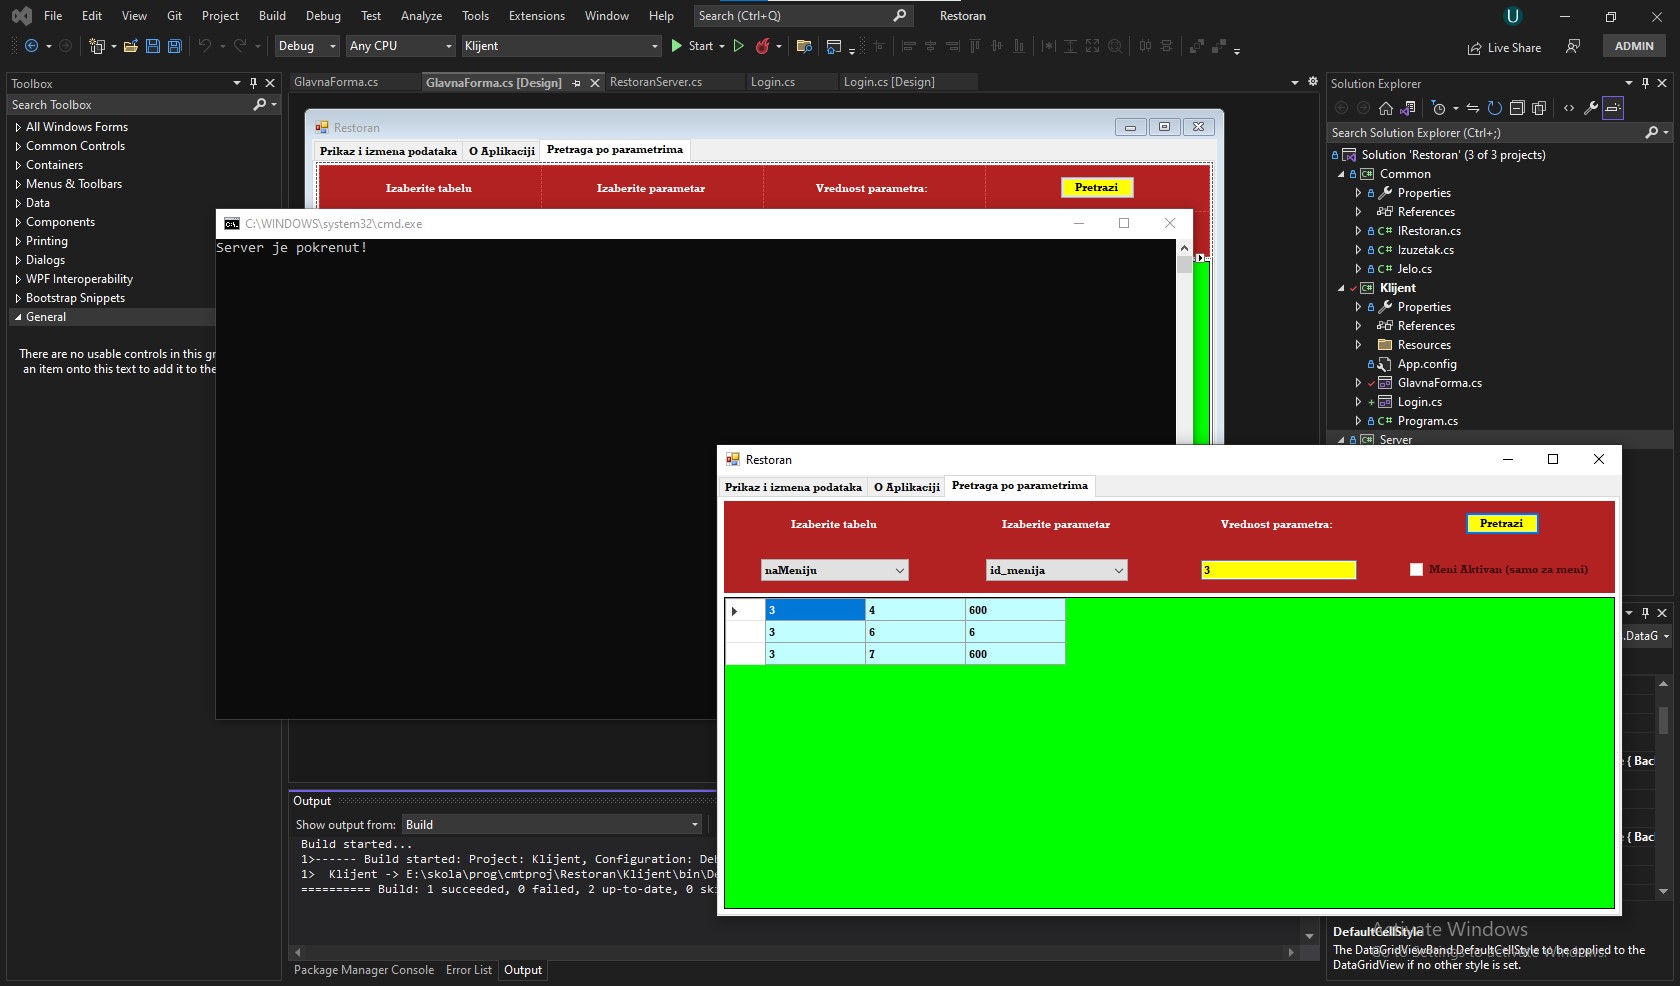 File Edit View Git Project Build Debug Test Analyze Tools Extensions Window Help Search (Ctrl+Q) Restoran U
Debug Any CPU Klijent Start Live Share ADMIN
Toolbox
Search Toolbox
All Windows Forms
Common Controls
Containers
Menus & Toolbars
Data
Components
Printing
Dialogs
WPF Interoperability
Bootstrap Snippets
General
There are no usable controls in this gr
an item onto this text to add it to the
GlavnaForma.cs GlavnaForma.cs [Design] RestoranServer.cs Login.cs Login.cs [Design]
Restoran
Prikaz i izmena podataka O Aplikaciji Pretraga po parametrima
Izaberite tabelu Izaberite parametar Vrednost parametra: Pretrazi
C:\WINDOWS\system32\cmd.exe
Server je pokrenut!
Restoran
Prikaz i izmena podataka O Aplikaciji Pretraga po parametrima
Izaberite tabelu Izaberite parametar Vrednost parametra: Pretrazi
naMeniju id_menija 3 Meni Aktivan (samo za meni)
3 4 600
3 6 6
3 7 600
Output
Show output from: Build
Build started...
1>------ Build started: Project: Klijent, Configuration: Deb
1>  Klijent -> E:\skola\prog\cmtproj\Restoran\Klijent\bin\De
========== Build: 1 succeeded, 0 failed, 2 up-to-date, 0 sk
Package Manager Console Error List Output
Solution Explorer
Search Solution Explorer (Ctrl+;)
Solution 'Restoran' (3 of 3 projects)
C# Common
Properties
References
C# IRestoran.cs
C# Izuzetak.cs
C# Jelo.cs
C# Klijent
Properties
References
Resources
App.config
GlavnaForma.cs
Login.cs
C# Program.cs
C# Server
.DataG
{ Bac
{ Bac
DefaultCellStyle
The DataGridViewBand.DefaultCellStyle to be applied to the
DataGridView if no other style is set.
Activate Windows
Go to Settings to activate Windows.